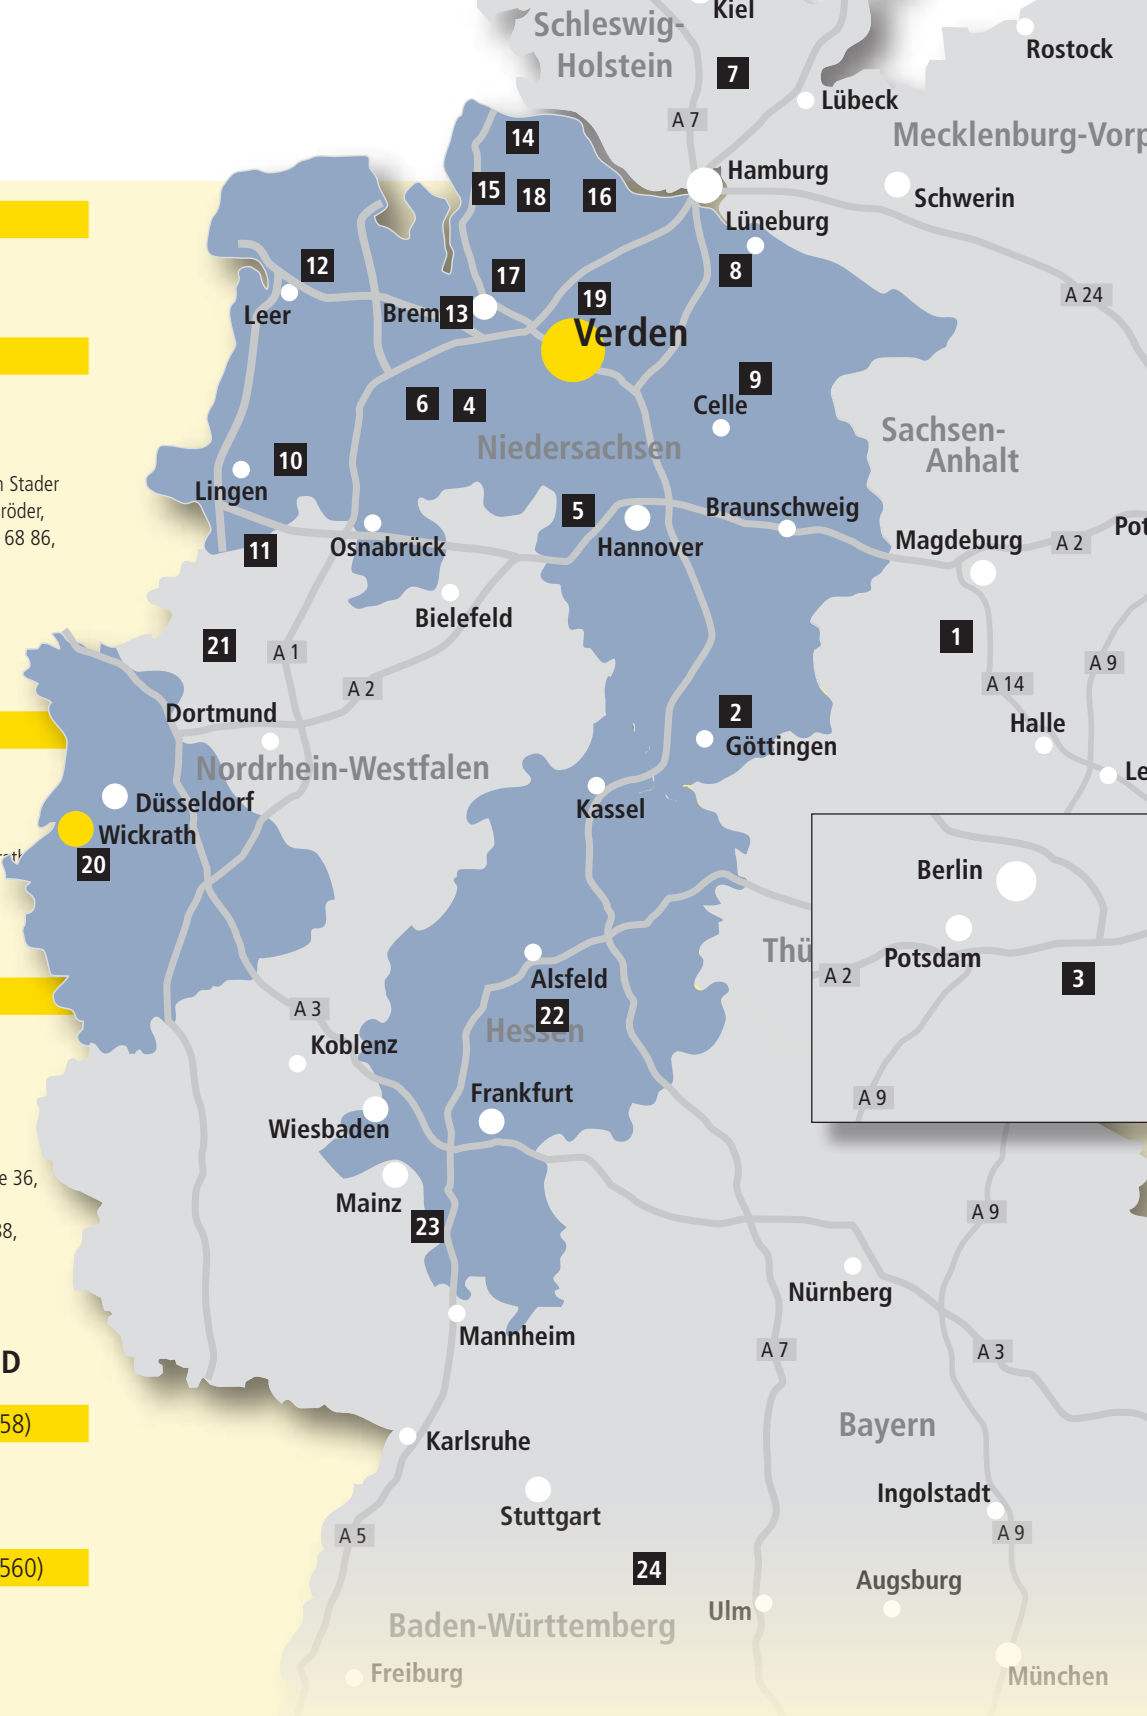 Kiel
Schleswig-
Holstein
Rostock
7
Lübeck
A 7
Mecklenburg-Vorp
14
Hamburg
15
18
16
Schwerin
Lüneburg
12
17
8
19
A 24
Leer
Brem
13
Verden
9
6
4
Celle
Niedersachsen
Sachsen-
Anhalt
10
Lingen
Stader
röder,
68 86,
5
Braunschweig
11
Osnabrück
Hannover
Magdeburg
A 2
Pot
Bielefeld
21
A 1
1
A 2
A 9
A 14
Dortmund
2
Göttingen
Halle
Nordrhein-Westfalen
Le
Düsseldorf
Kassel
Wickrath
20
Berlin
Thü
Potsdam
A 2
3
Alsfeld
A 3
22
Hessen
Koblenz
Frankfurt
A 9
Wiesbaden
e 36,
Mainz
A 9
23
38,
Nürnberg
Mannheim
A 7
A 3
D
58)
Bayern
Karlsruhe
Ingolstadt
Stuttgart
A 5
A 9
560)
24
Augsburg
Ulm
Baden-Württemberg
Freiburg
München